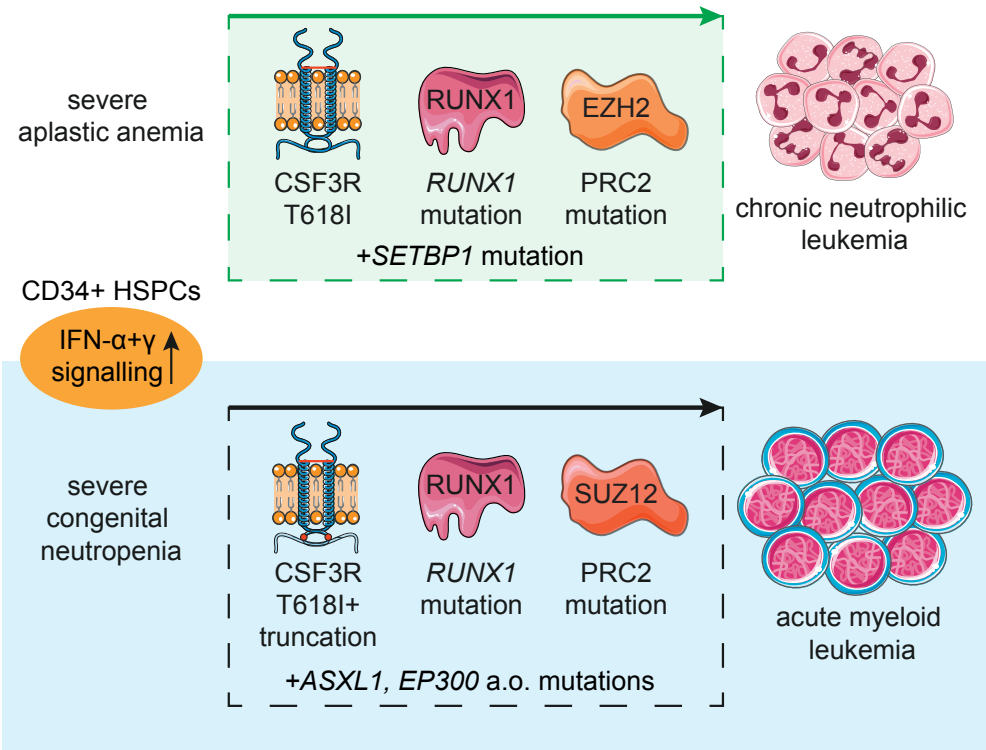 severe
aplastic anemia
RUNX1
EZH2
CSF3R
T618I
RUNX1
mutation
PRC2
mutation
+SETBP1 mutation
chronic neutrophilic
leukemia
CD34+ HSPCs
IFN-α+γ
signalling
severe
congenital
neutropenia
RUNX1
SUZ12
CSF3R
T618I+
truncation
RUNX1
mutation
PRC2
mutation
+ASXL1, EP300 a.o. mutations
acute myeloid
leukemia